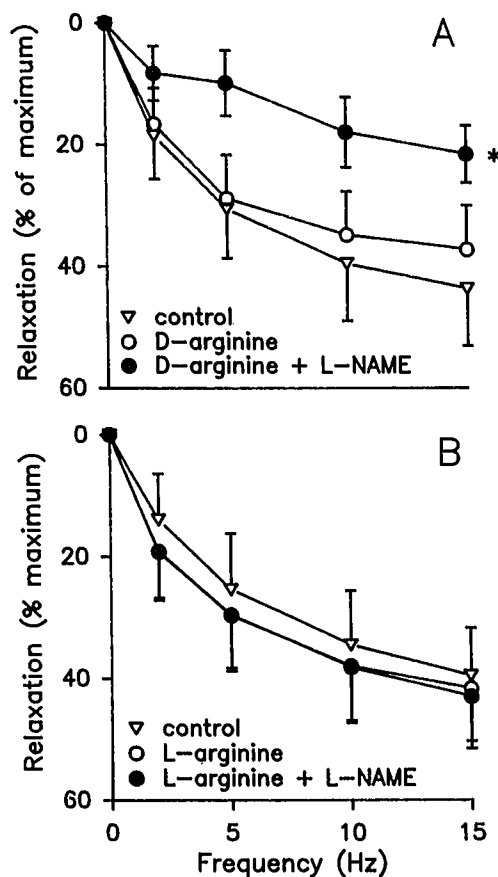 A
0
20
40
60
Relaxation (% of maximum)
*
control
D-arginine
D-arginine + L-NAME
B
0
20
40
60
Relaxation (% maximum)
control
L-arginine
L-arginine + L-NAME
0 5 10 15
Frequency (Hz)